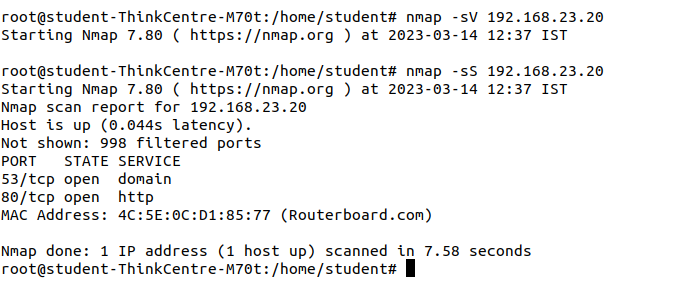 root@student-ThinkCentre-M70t:/home/student# nmap -sV 192.168.23.20
Starting Nmap 7.80 ( https://nmap.org ) at 2023-03-14 12:37 IST
root@student-ThinkCentre-M70t:/home/student# nmap -sS 192.168.23.20
Starting Nmap 7.80 ( https://nmap.org ) at 2023-03-14 12:37 IST
Nmap scan report for 192.168.23.20
Host is up (0.044s latency).
Not shown: 998 filtered ports
PORT   STATE SERVICE
53/tcp open  domain
80/tcp open  http
MAC Address: 4C:5E:0C:D1:85:77 (Routerboard.com)
Nmap done: 1 IP address (1 host up) scanned in 7.58 seconds
root@student-ThinkCentre-M70t:/home/student#